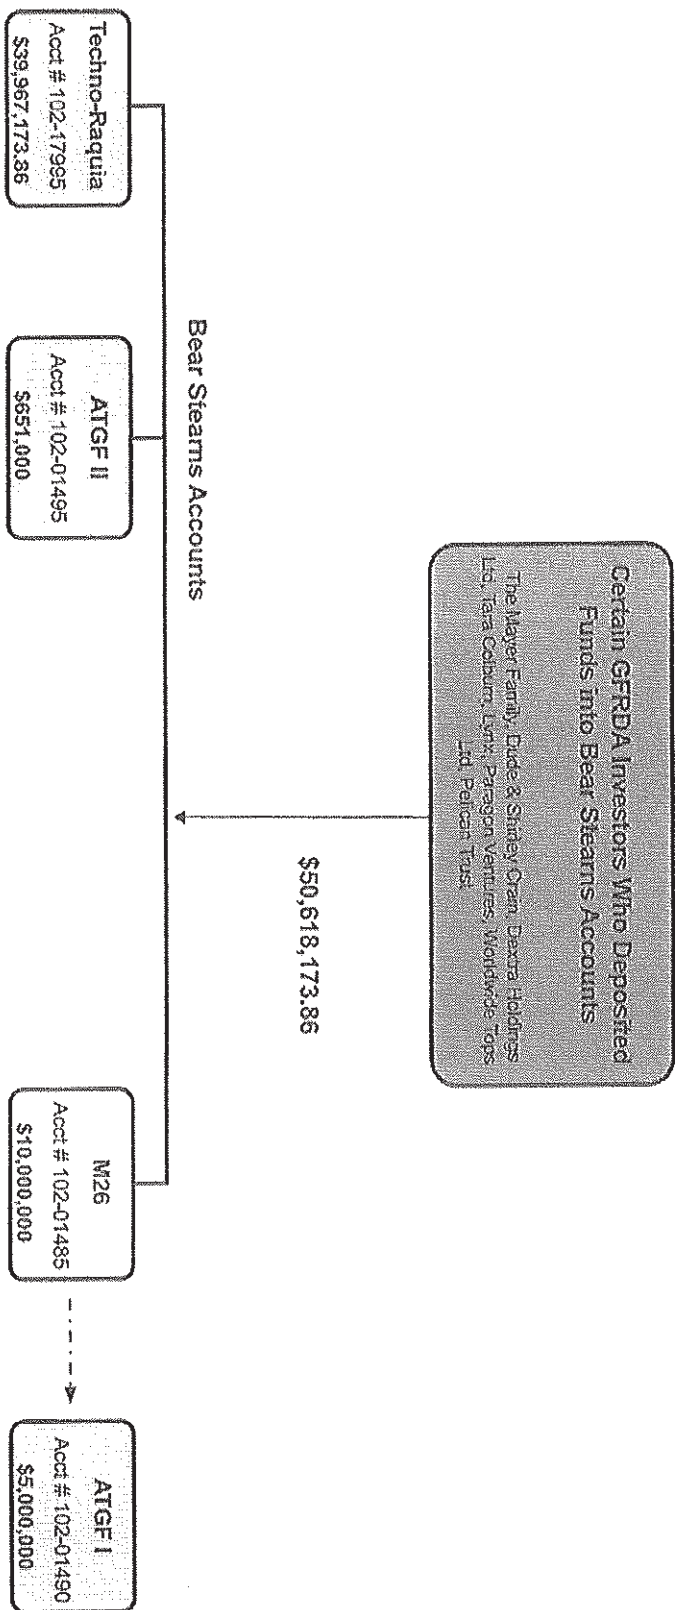 Certain GFRDA Investors Who Deposited
Funds into Bear Stearns Accounts
The Mayer Family, Dude & Shirley Crain, Dextra Holdings
Ltd, Tara Colburn, Lynx, Paragon Ventures, Worldwide Tops
Ltd, Pelican Trust
$50,618,173.86
Bear Stearns Accounts
Techno-Raquia
Acct # 102-17995
$39,967,173.86
ATGF II
Acct # 102-01495
$651,000
M26
Acct # 102-01485
$10,000,000
ATGF I
Acct # 102-01490
$5,000,000